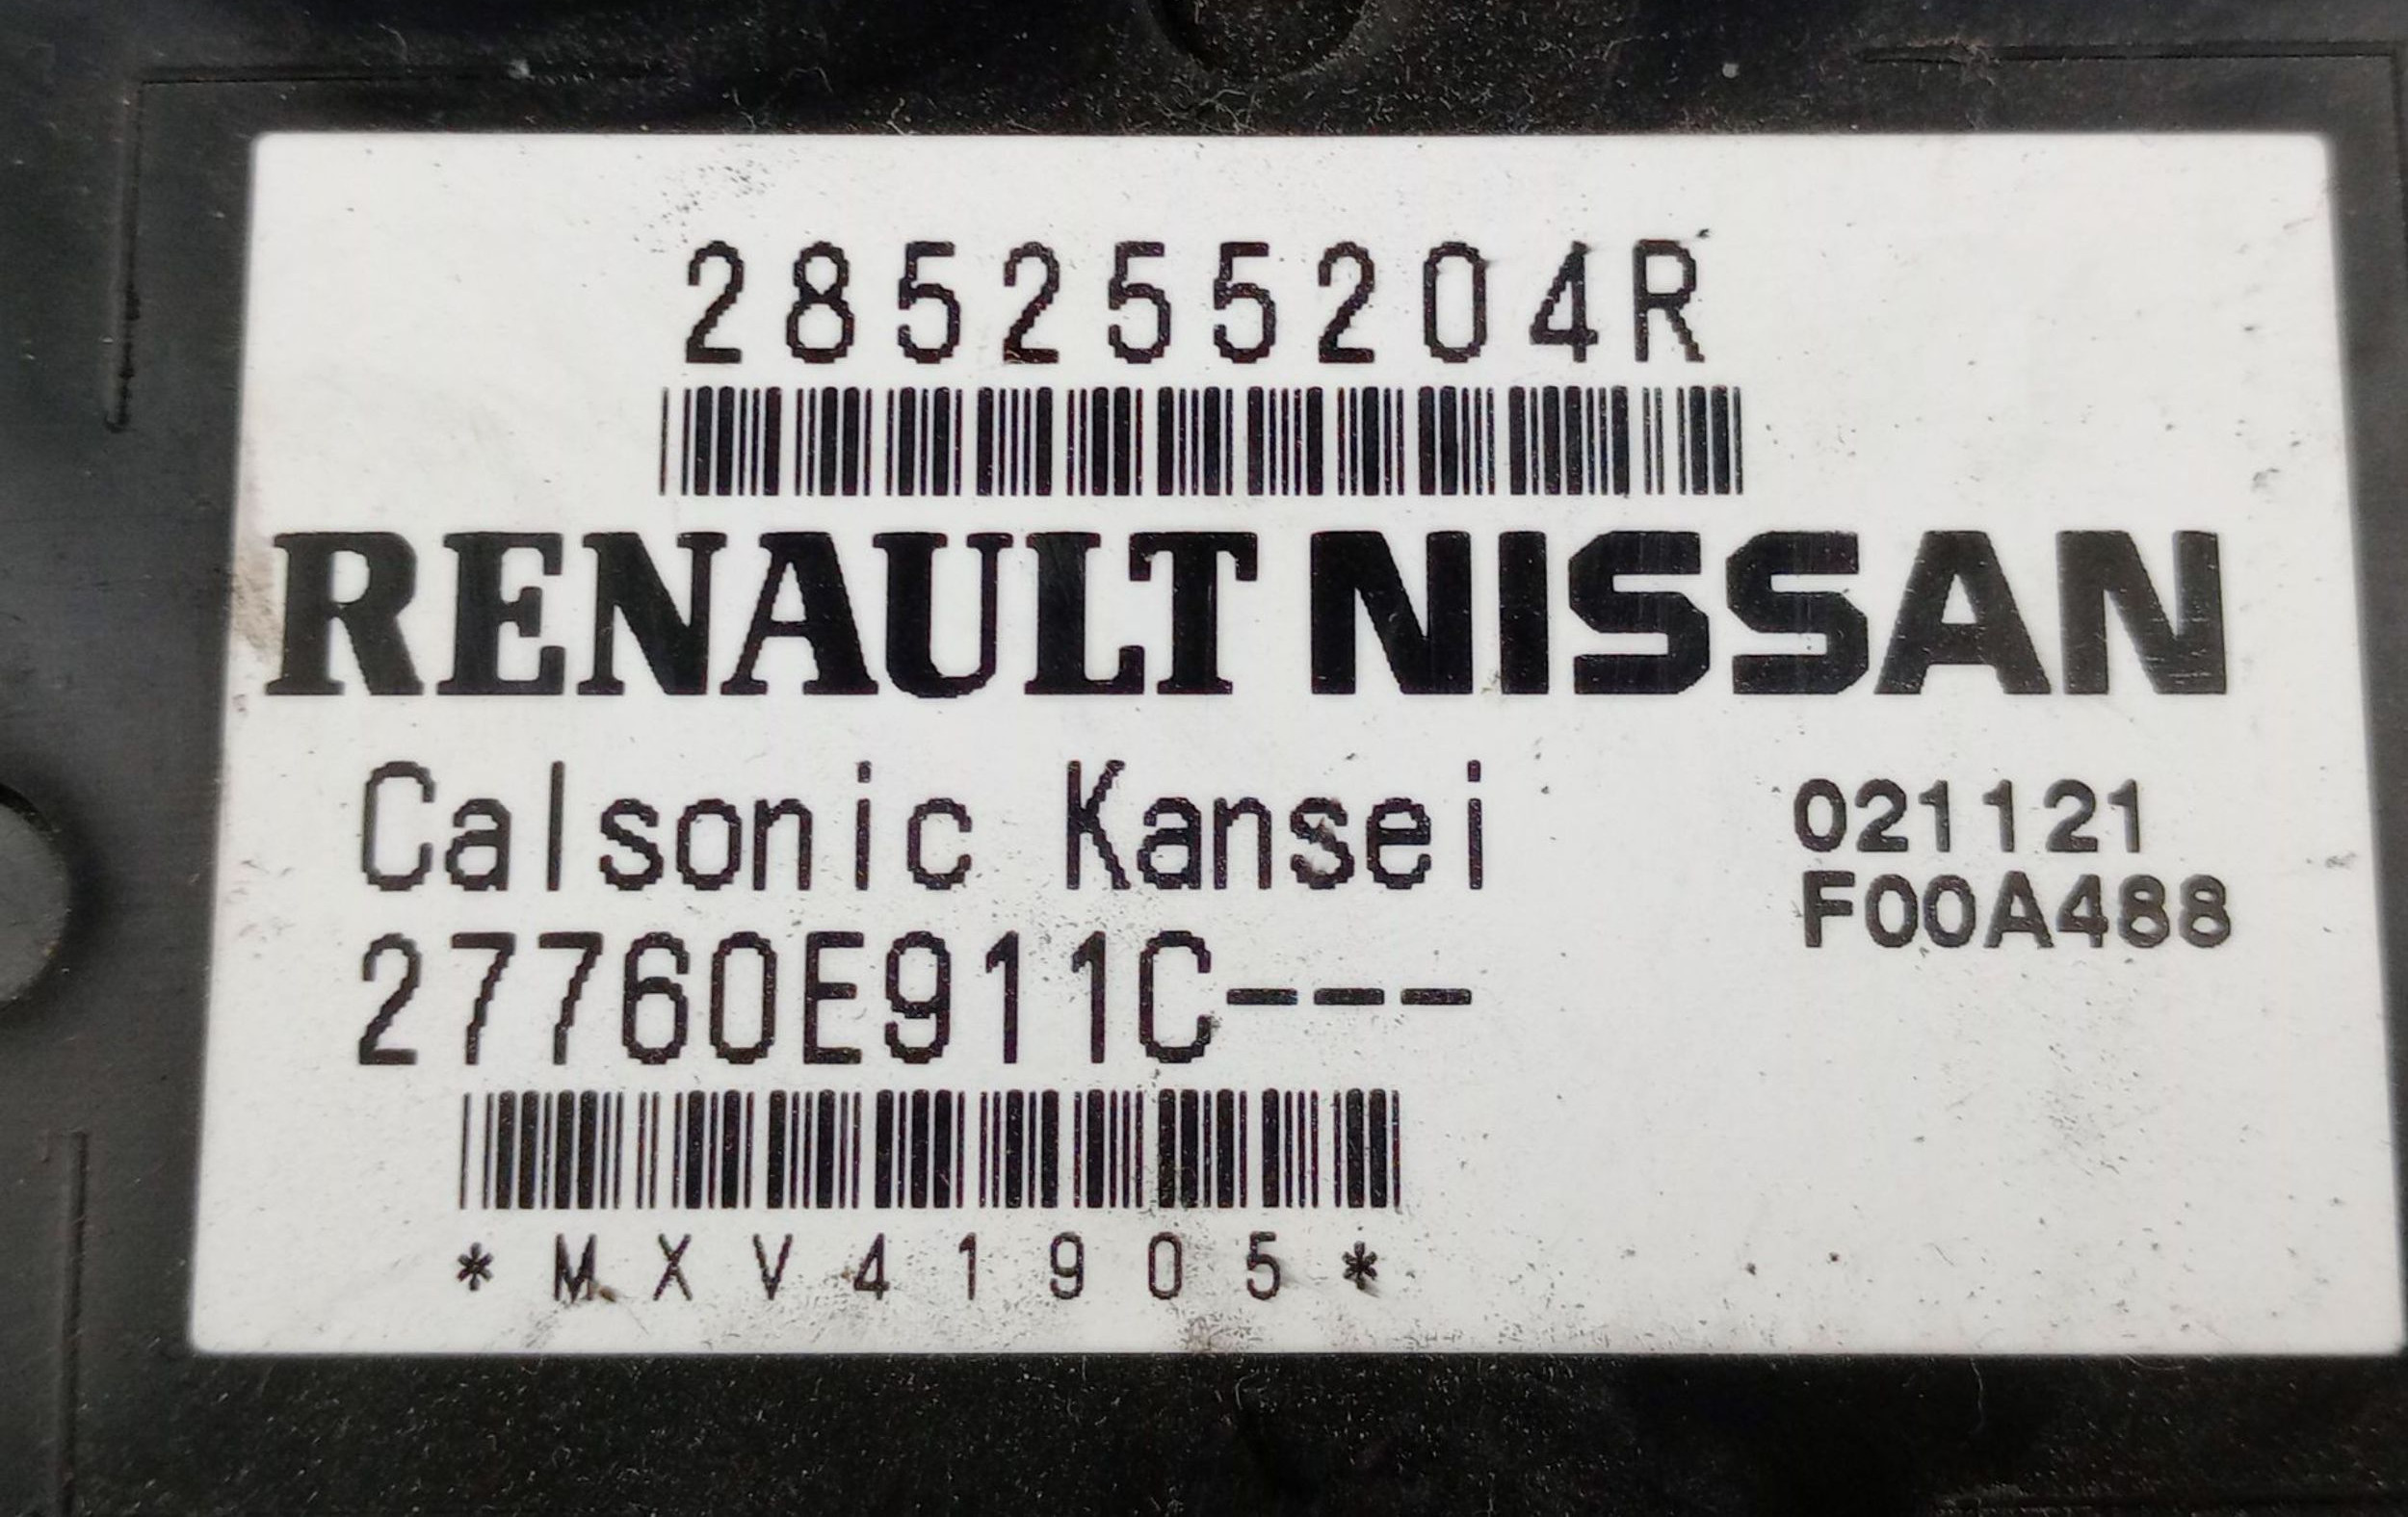 285255204R
RENAULT NISSAN
Calsonic Kansei
021121
F00A488
27760E911C---
*MXV41905*